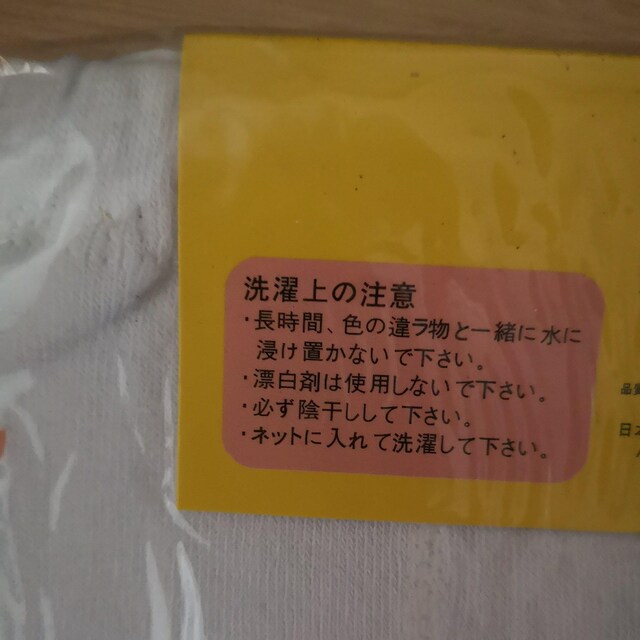 洗濯上の注意
・長時間、色の違ラ物と一緒に水に
浸け置かないで下さい。
・漂白剤は使用しないで下さい。
・必ず陰干しして下さい。
・ネットに入れて洗濯して下さい。
品
日